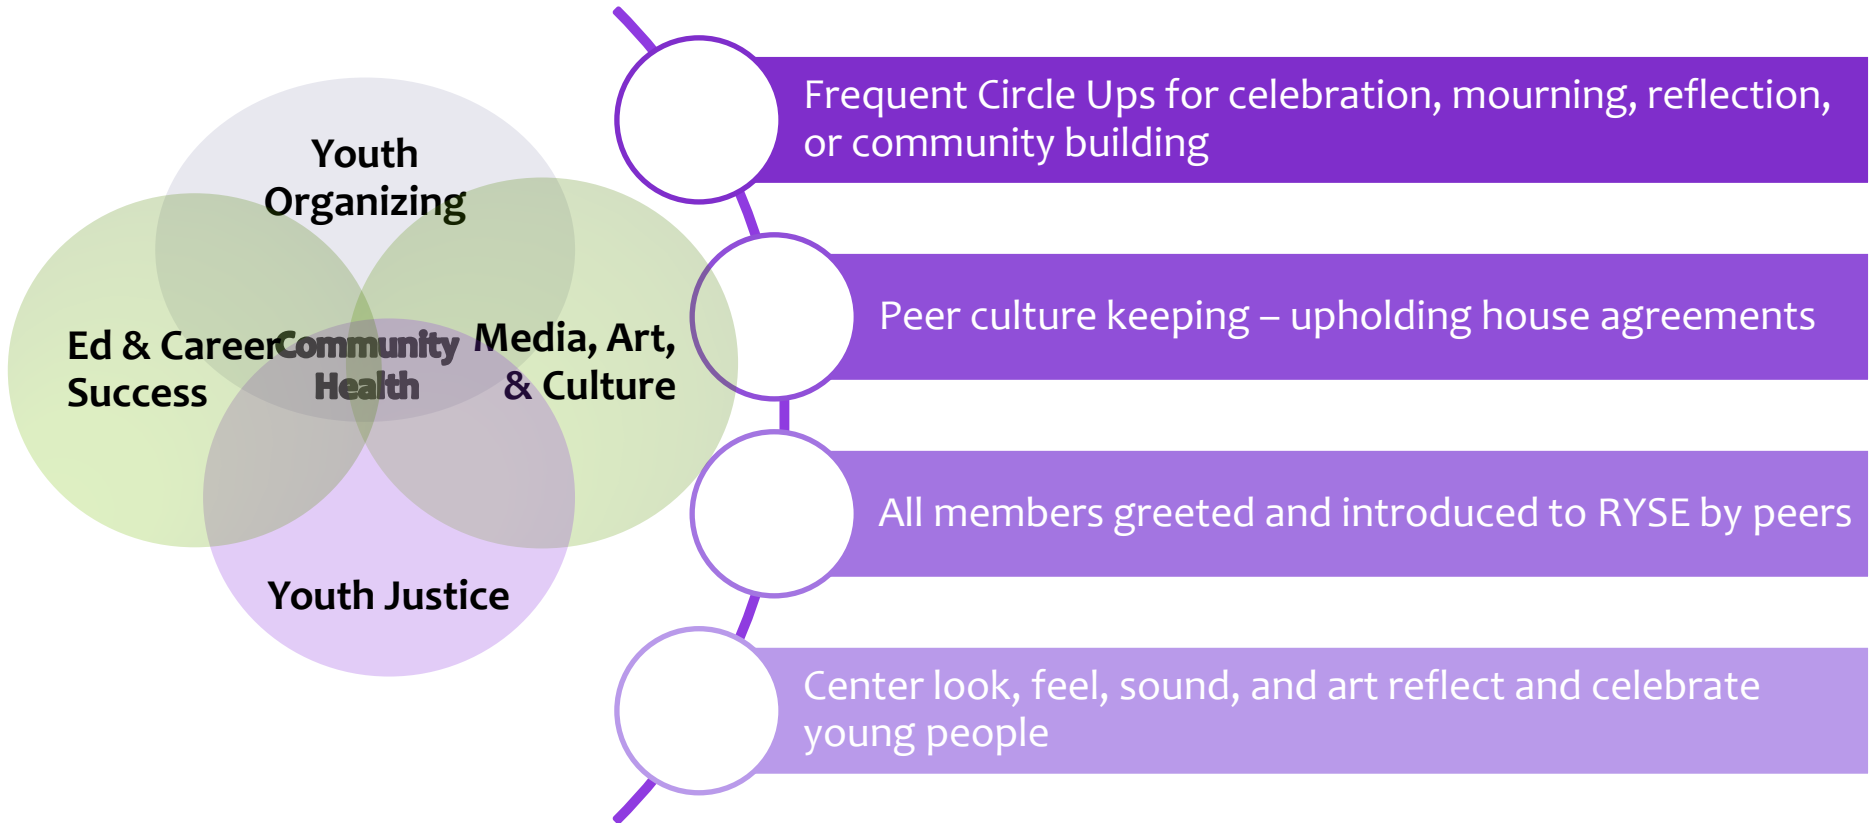 Youth
Organizing
Ed & Career
Success
Community
Health
Media, Art,
& Culture
Youth Justice
Frequent Circle Ups for celebration, mourning, reflection,
or community building
Peer culture keeping – upholding house agreements
All members greeted and introduced to RYSE by peers
Center look, feel, sound, and art reflect and celebrate
young people